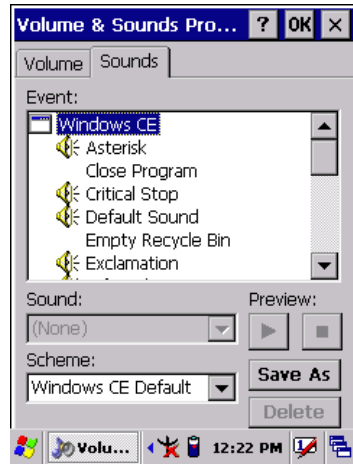 Volume & Sounds Pro... ? OK ×
Volume Sounds
Event:
Windows CE
Asterisk
Close Program
Critical Stop
Default Sound
Empty Recycle Bin
Exclamation
Sound: Preview:
(None)
Scheme:
Windows CE Default Save As
Delete
Volu... 12:22 PM